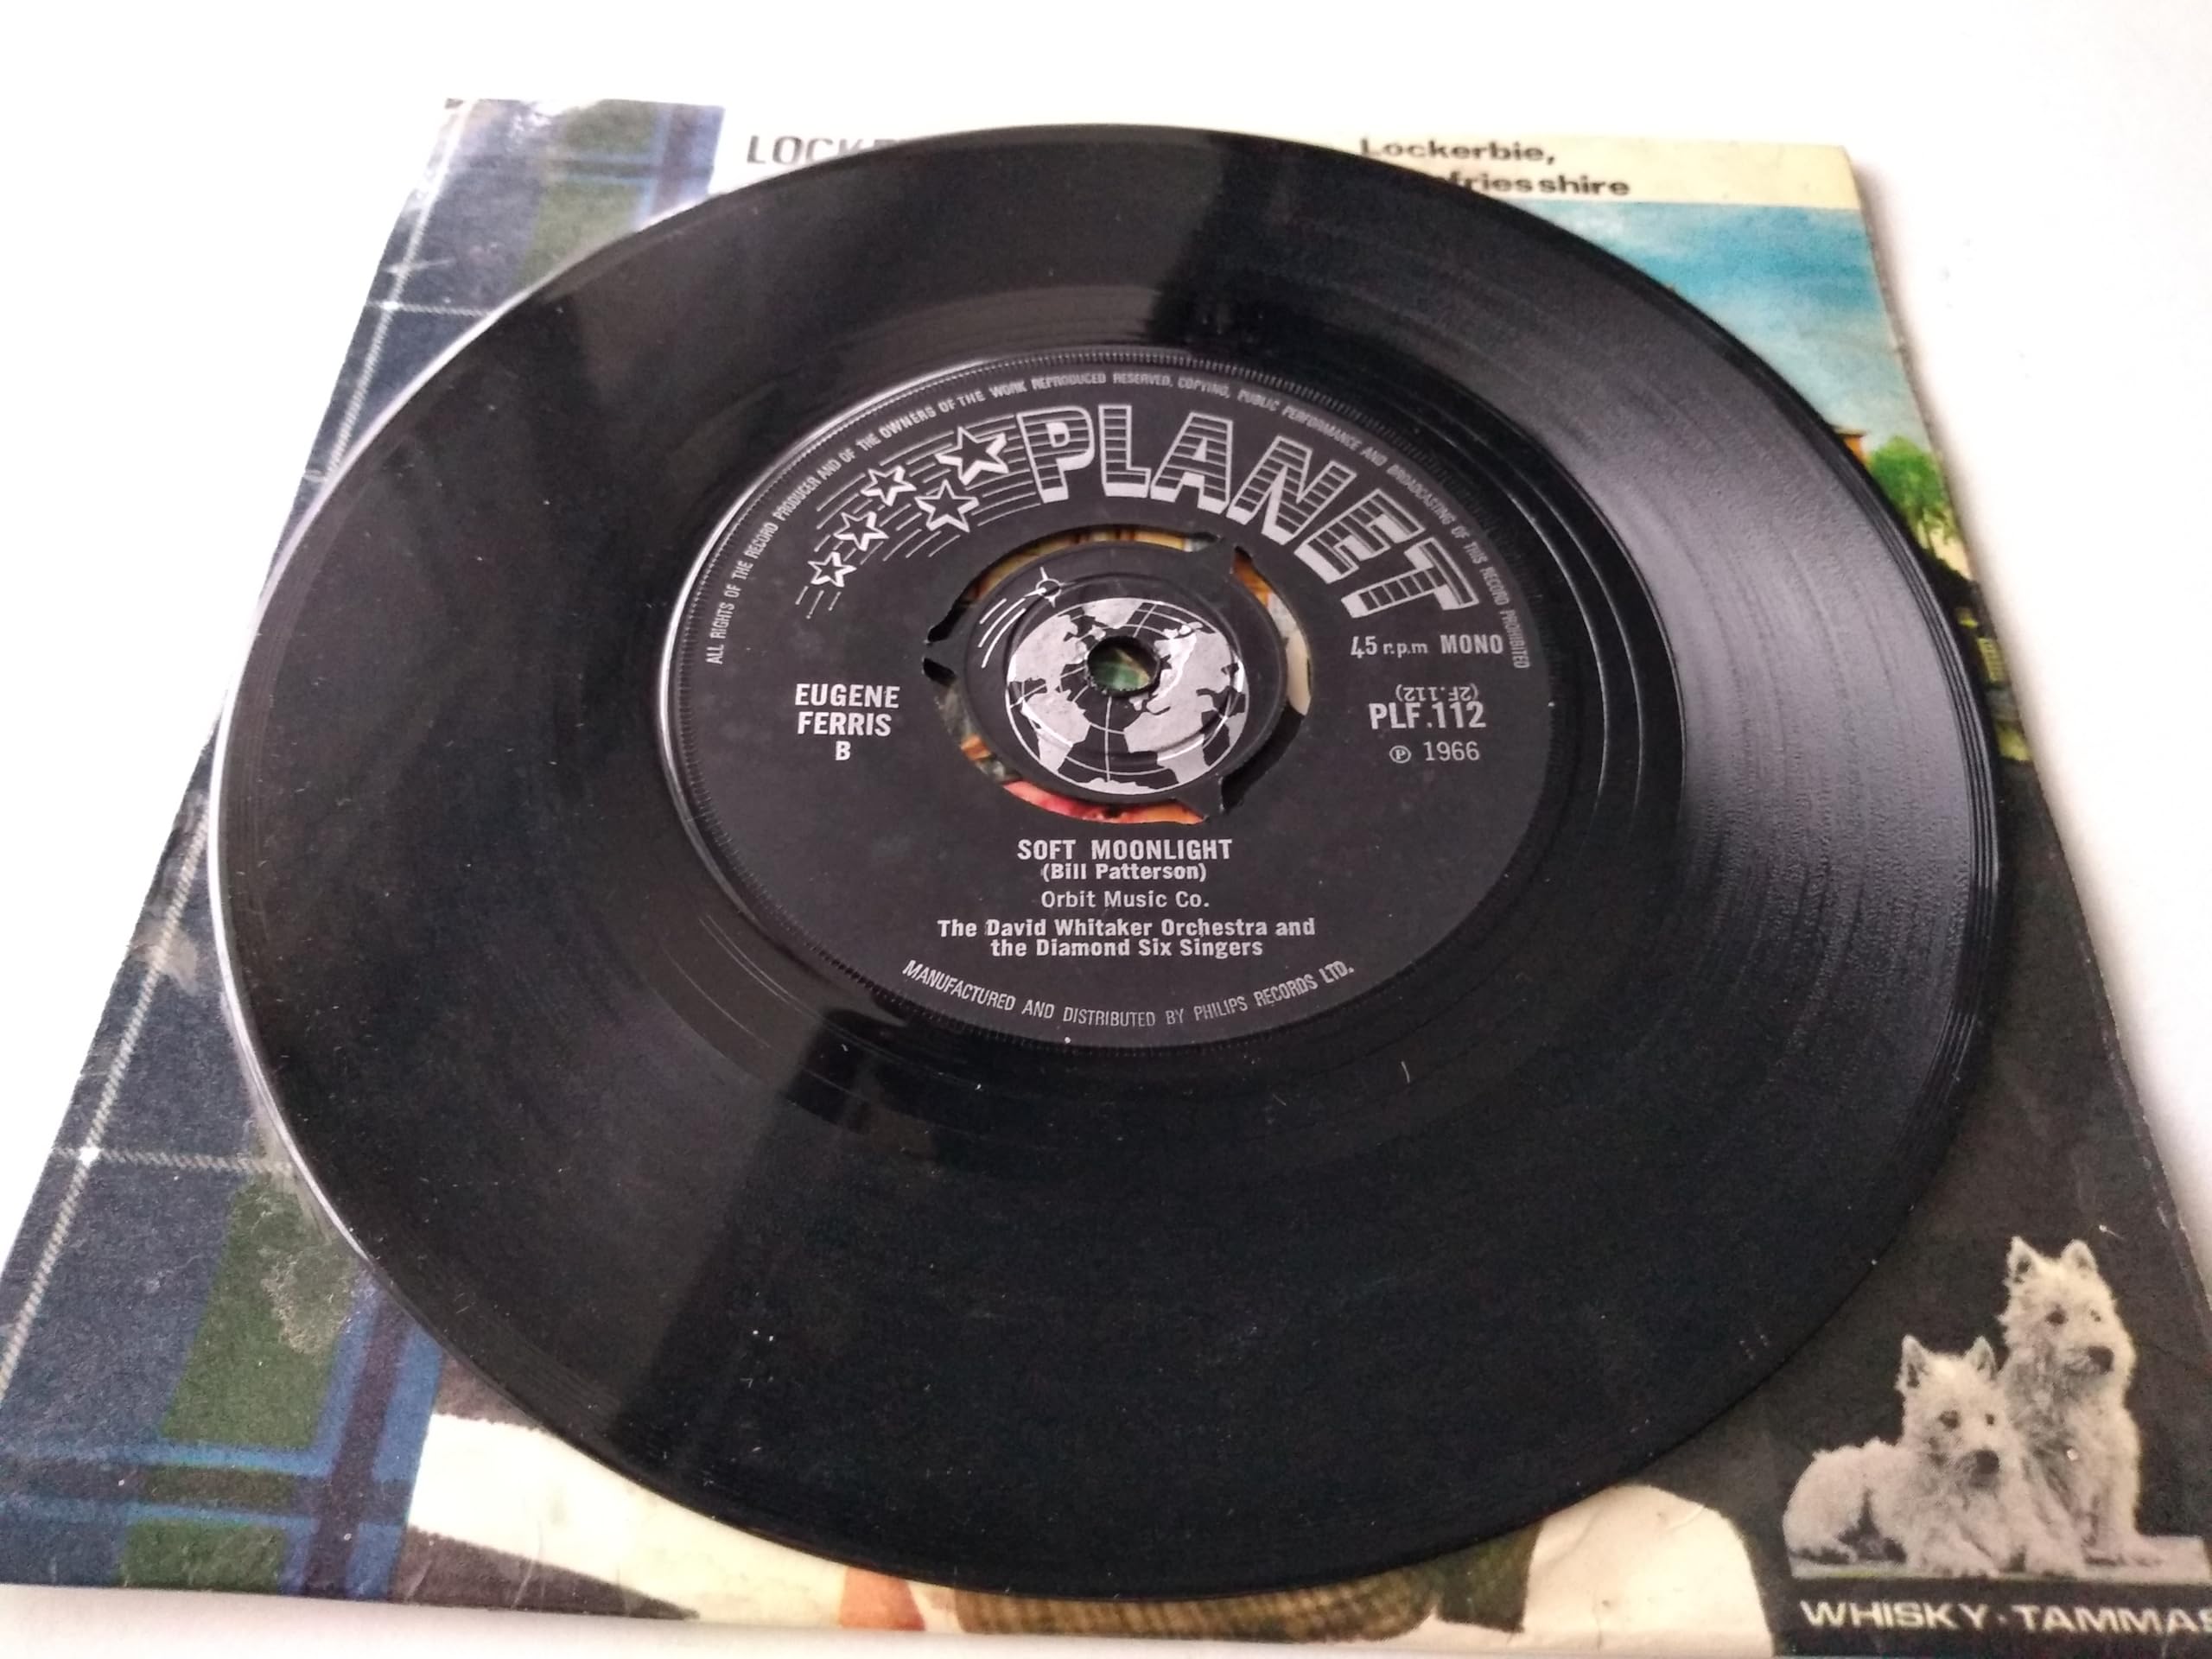 Lockerbie,
ALL RIGHTS OF THE RECORD PRODUCER AND OF THE OWNERS OF THE WORK REPRODUCED RESERVED. COPYING, PUBLIC PERFORMANCE AND BROADCASTING OF THIS RECORD PROHIBITED
PLANET
45 r.p.m MONO
(2F.112)
PLF.112
℗ 1966
EUGENE
FERRIS
B
SOFT MOONLIGHT
(Bill Patterson)
Orbit Music Co.
The David Whitaker Orchestra and
the Diamond Six Singers
MANUFACTURED AND DISTRIBUTED BY PHILIPS RECORDS LTD.
WHISKY · TAMMAS